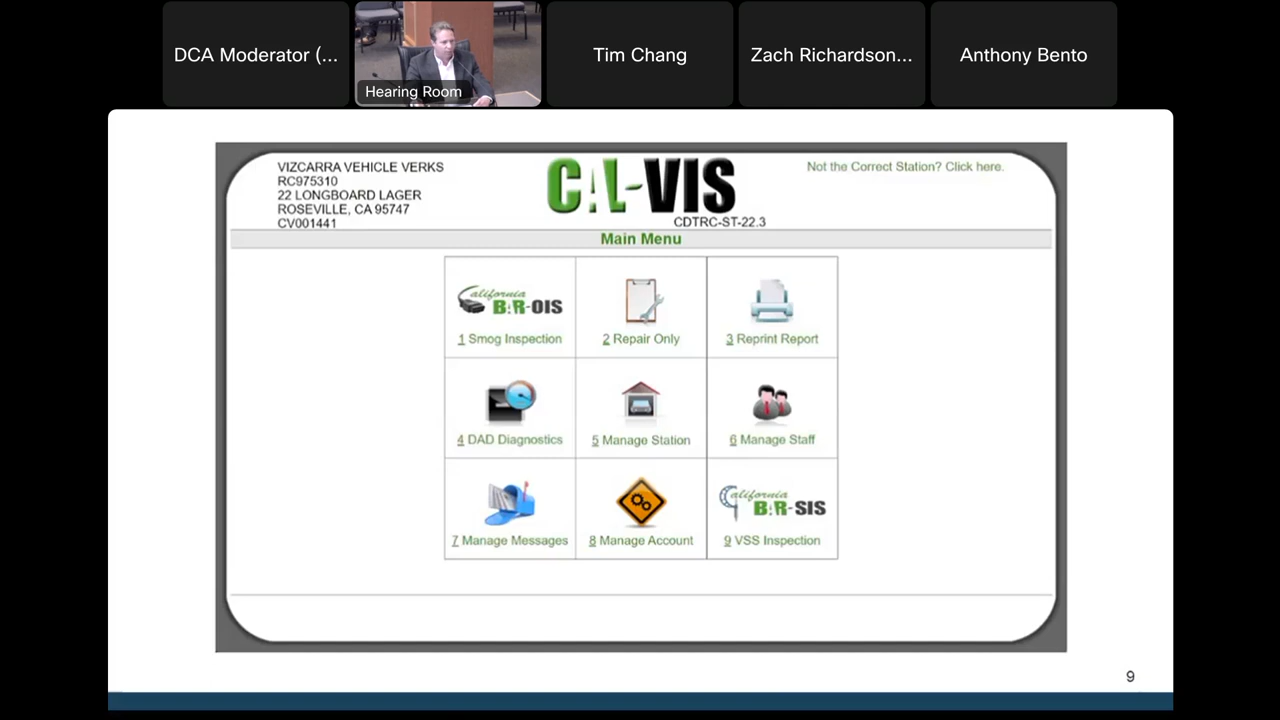 DCA Moderator (...
Hearing Room
Tim Chang
Zach Richardson...
Anthony Bento
VIZCARRA VEHICLE VERKS
RC975310
22 LONGBOARD LAGER
ROSEVILLE, CA 95747
CV001441
CAL-VIS
CDTRC-ST-22.3
Not the Correct Station? Click here.
Main Menu
California
BAR-OIS
1 Smog Inspection
2 Repair Only
3 Reprint Report
4 DAD Diagnostics
5 Manage Station
6 Manage Staff
7 Manage Messages
8 Manage Account
California
BAR-SIS
9 VSS Inspection
9